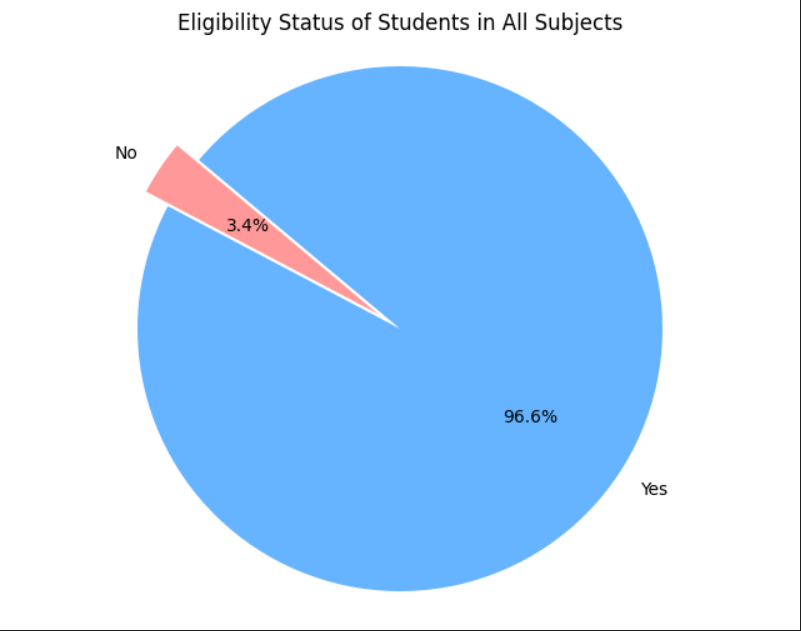 Eligibility Status of Students in All Subjects
No
3.4%
96.6%
Yes